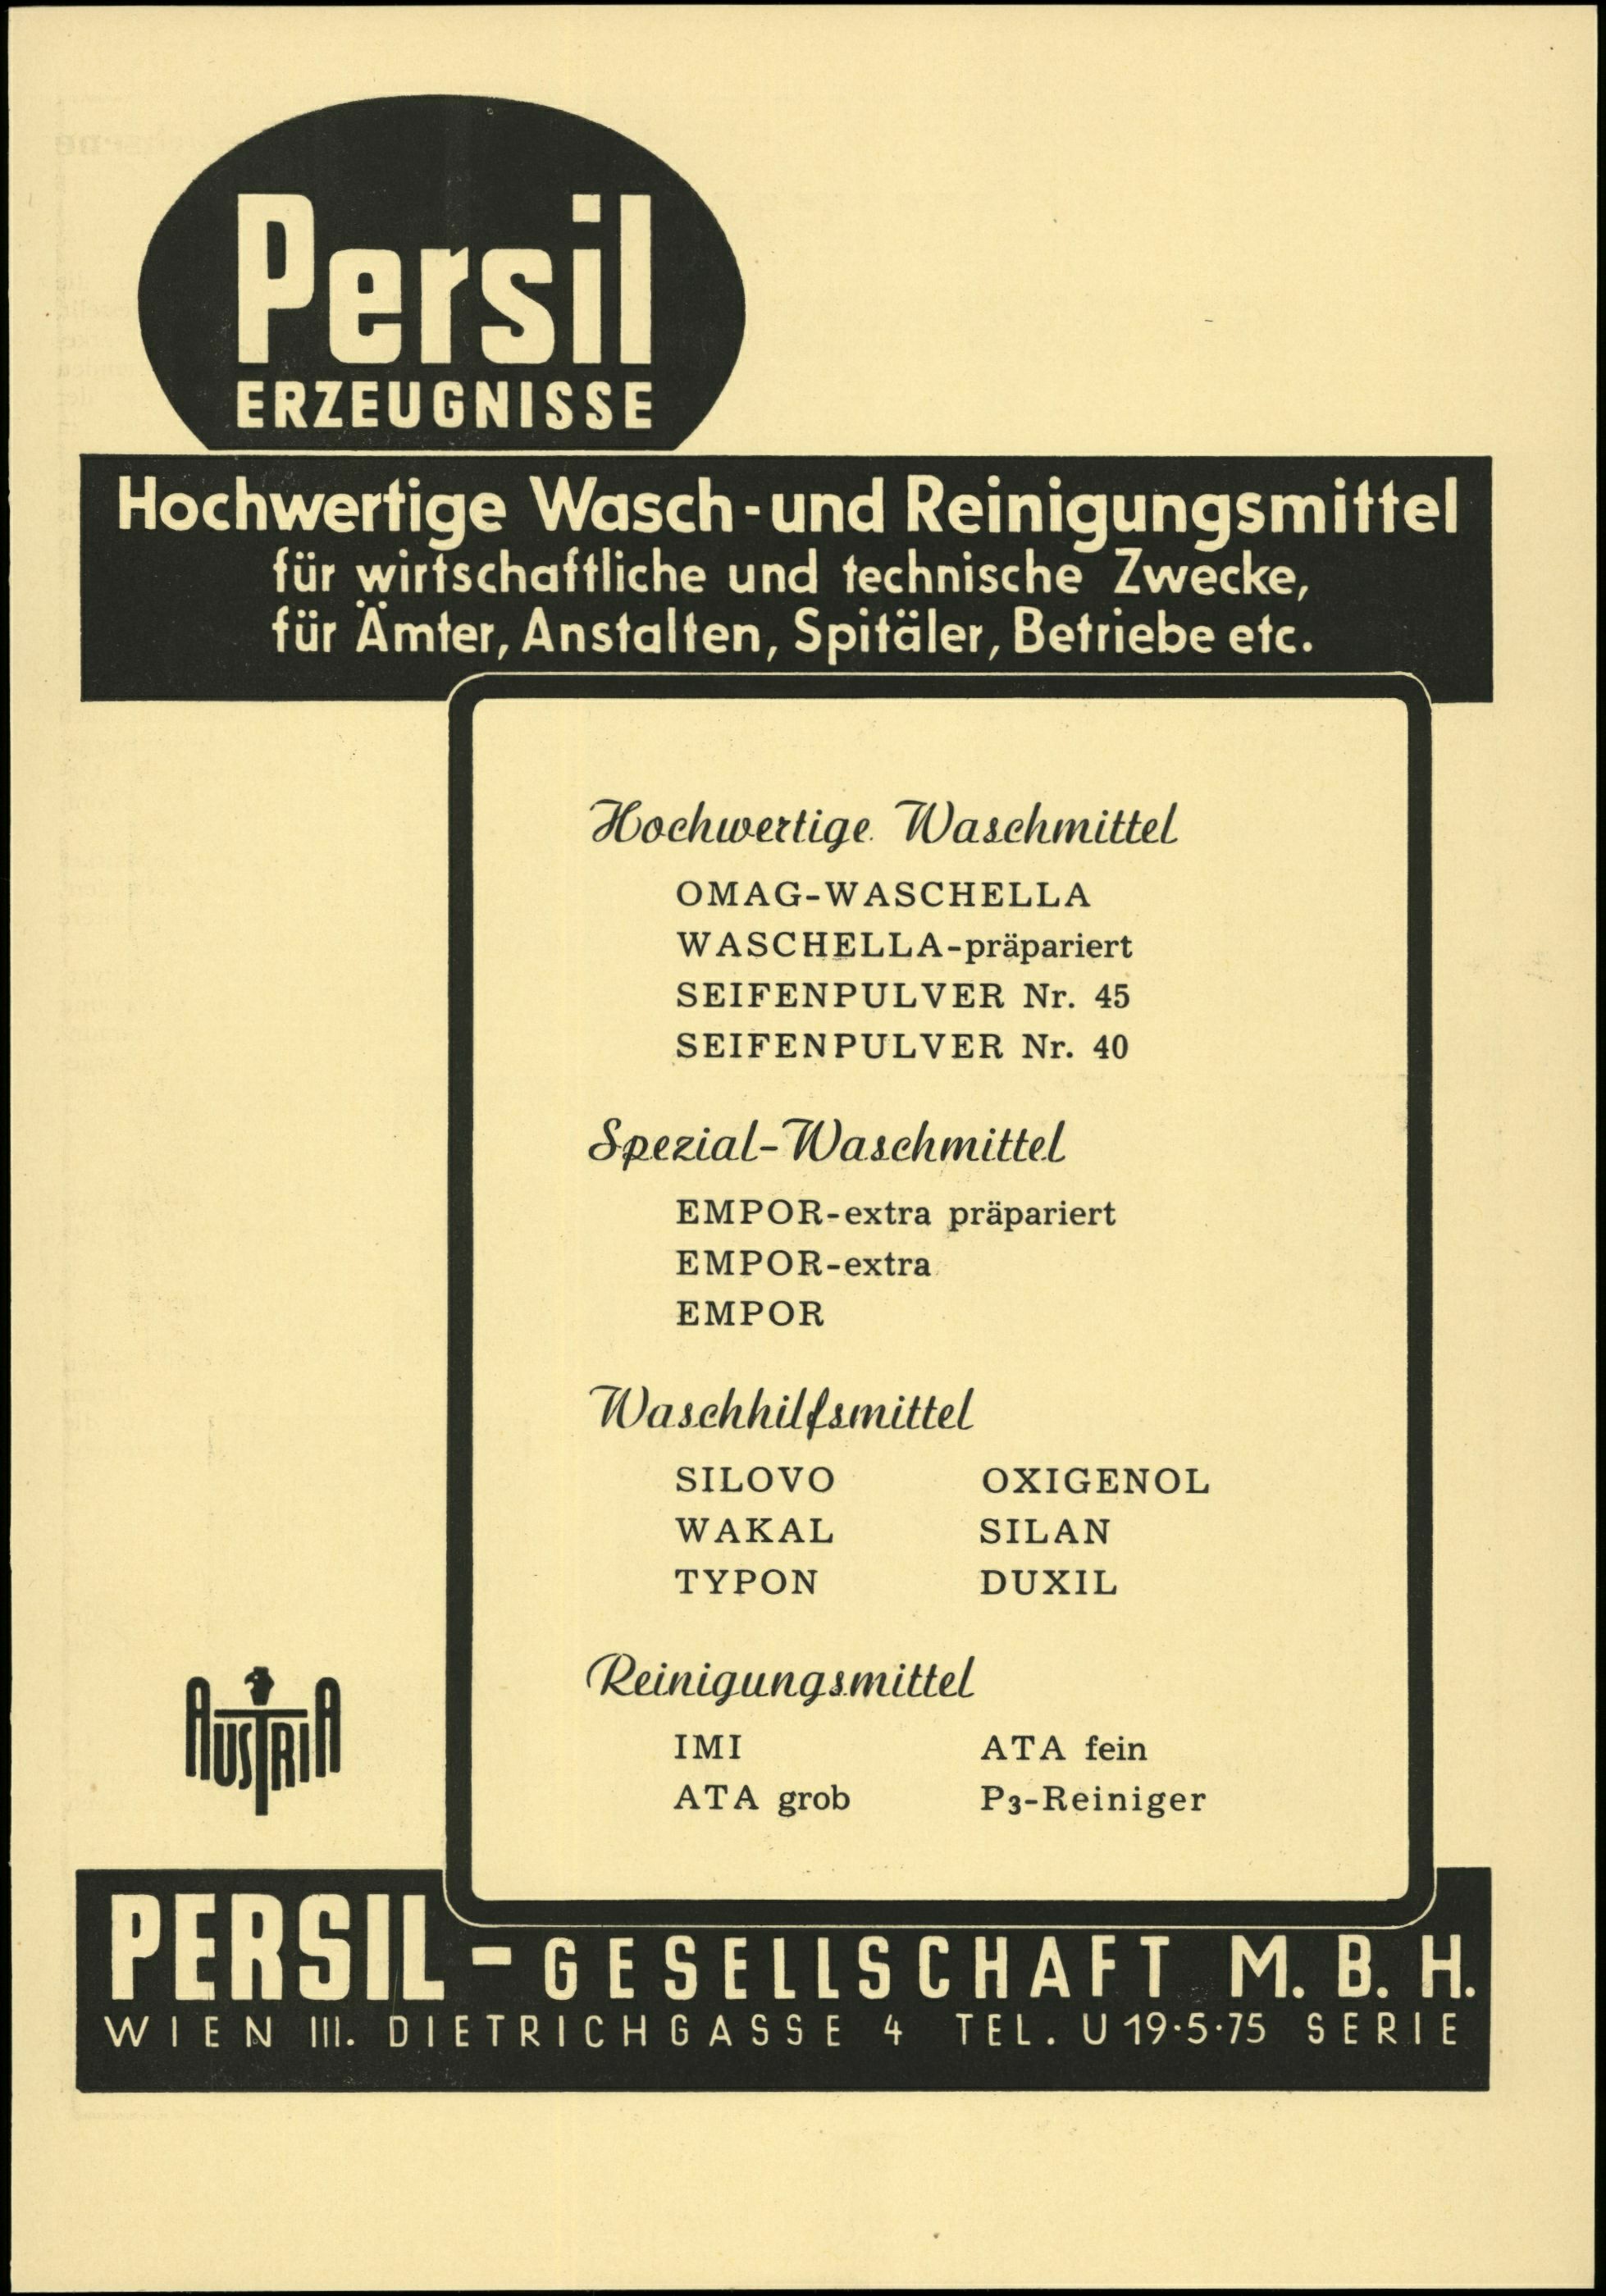 Persil
ERZEUGNISSE
Hochwertige Wasch-und Reinigungsmittel
für wirtschaftliche und technische Zwecke,
für Ämter, Anstalten, Spitäler, Betriebe etc.
Hochwertige Waschmittel
OMAG-WASCHELLA
WASCHELLA-präpariert
SEIFENPULVER Nr. 45
SEIFENPULVER Nr. 40
Spezial-Waschmittel
EMPOR-extra präpariert
EMPOR-extra
EMPOR
Waschhilfsmittel
SILOVO OXIGENOL
WAKAL SILAN
TYPON DUXIL
Reinigungsmittel
IMI ATA fein
ATA grob P3-Reiniger
AUSTRIA
PERSIL-GESELLSCHAFT M. B. H.
WIEN III. DIETRICHGASSE 4 TEL. U 19·5·75 SERIE